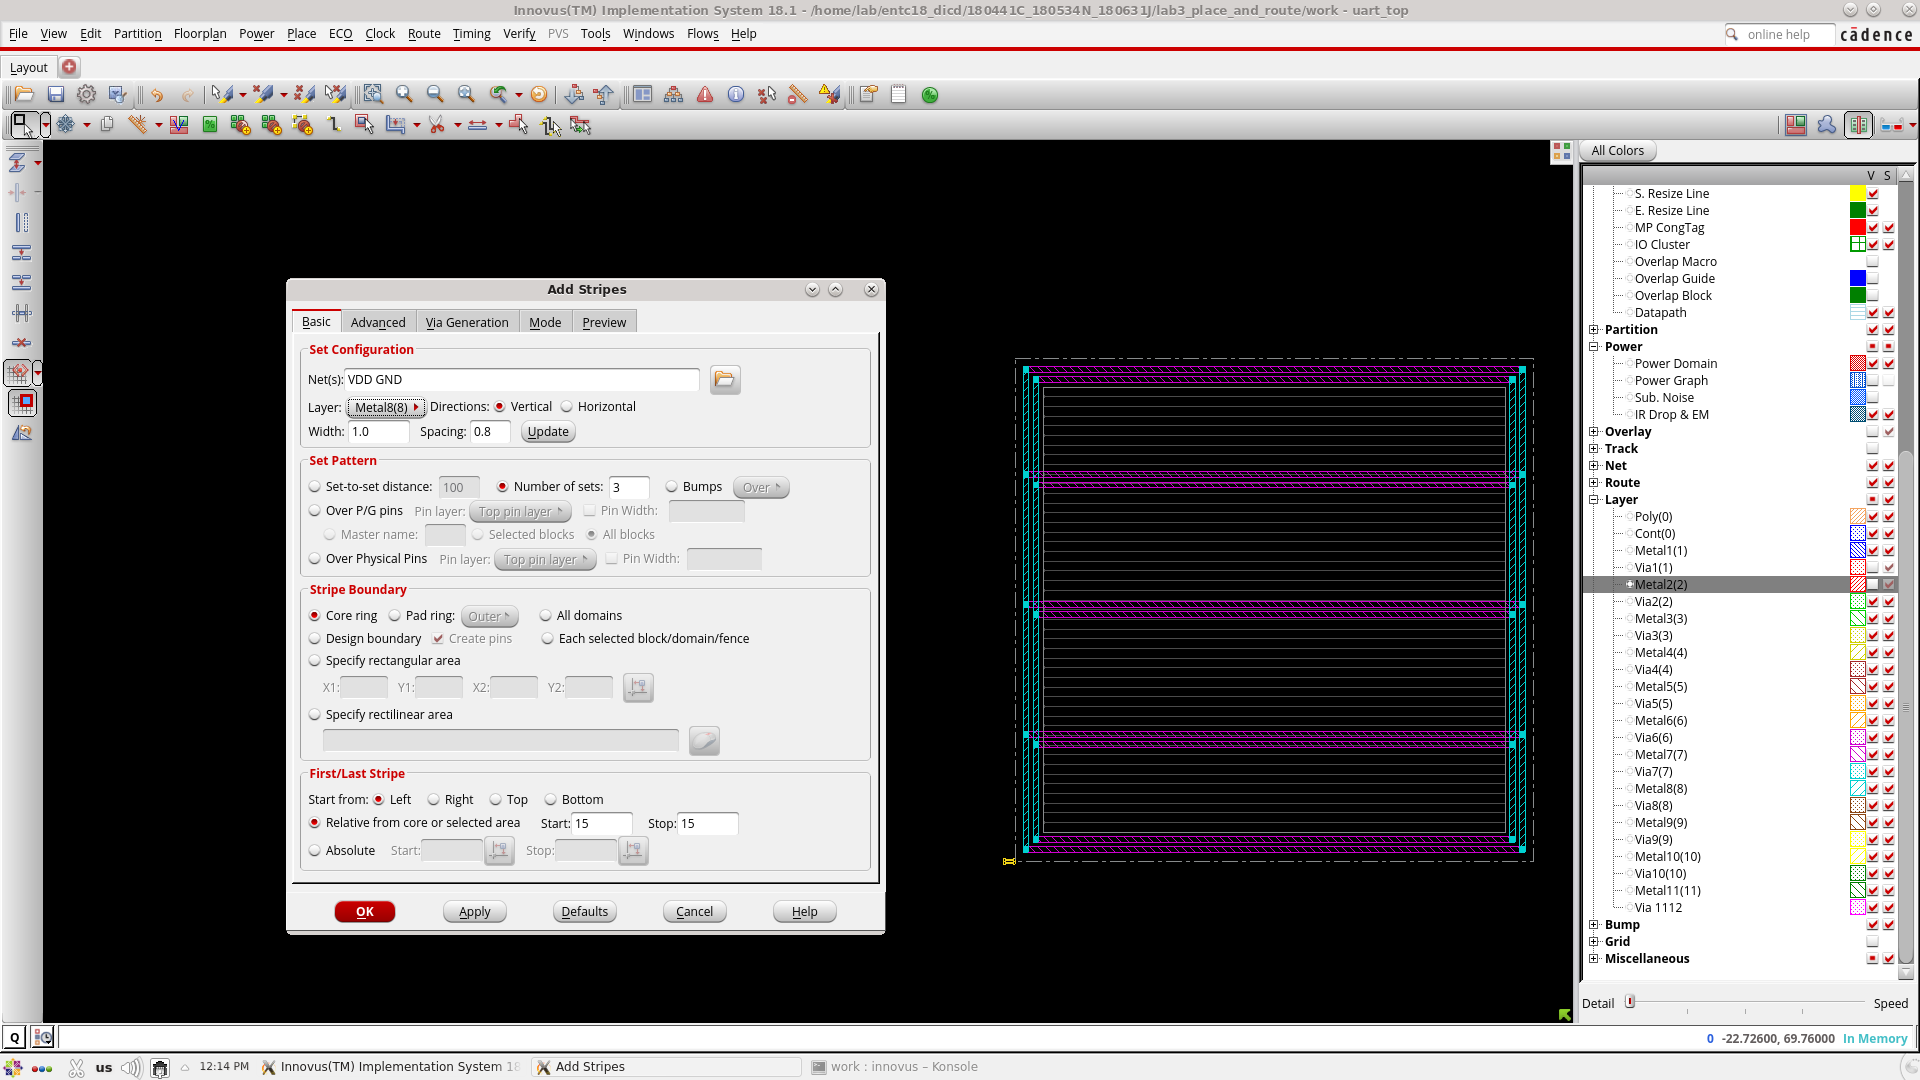 Innovus(TM) Implementation System 18.1 - /home/lab/entc18_dicd/180441C_180534N_180631J/lab3_place_and_route/work - uart_top
File View Edit Partition Floorplan Power Place ECO Clock Route Timing Verify PVS Tools Windows Flows Help
online help
cādence
Layout
All Colors
V S
S. Resize Line
E. Resize Line
MP CongTag
IO Cluster
Overlap Macro
Overlap Guide
Overlap Block
Datapath
Partition
Power
Power Domain
Power Graph
Sub. Noise
IR Drop & EM
Overlay
Track
Net
Route
Layer
Poly(0)
Cont(0)
Metal1(1)
Via1(1)
Metal2(2)
Via2(2)
Metal3(3)
Via3(3)
Metal4(4)
Via4(4)
Metal5(5)
Via5(5)
Metal6(6)
Via6(6)
Metal7(7)
Via7(7)
Metal8(8)
Via8(8)
Metal9(9)
Via9(9)
Metal10(10)
Via10(10)
Metal11(11)
Via 1112
Bump
Grid
Miscellaneous
Detail Speed
Add Stripes
Basic Advanced Via Generation Mode Preview
Set Configuration
Net(s): VDD GND
Layer: Metal8(8) Directions: Vertical Horizontal
Width: 1.0 Spacing: 0.8 Update
Set Pattern
Set-to-set distance: 100 Number of sets: 3 Bumps Over
Over P/G pins Pin layer: Top pin layer Pin Width:
Master name: Selected blocks All blocks
Over Physical Pins Pin layer: Top pin layer Pin Width:
Stripe Boundary
Core ring Pad ring: Outer All domains
Design boundary Create pins Each selected block/domain/fence
Specify rectangular area
X1: Y1: X2: Y2:
Specify rectilinear area
First/Last Stripe
Start from: Left Right Top Bottom
Relative from core or selected area Start: 15 Stop: 15
Absolute Start: Stop:
OK Apply Defaults Cancel Help
Q
0 -22.72600, 69.76000 In Memory
us 12:14 PM Innovus(TM) Implementation System 18 Add Stripes work : innovus – Konsole